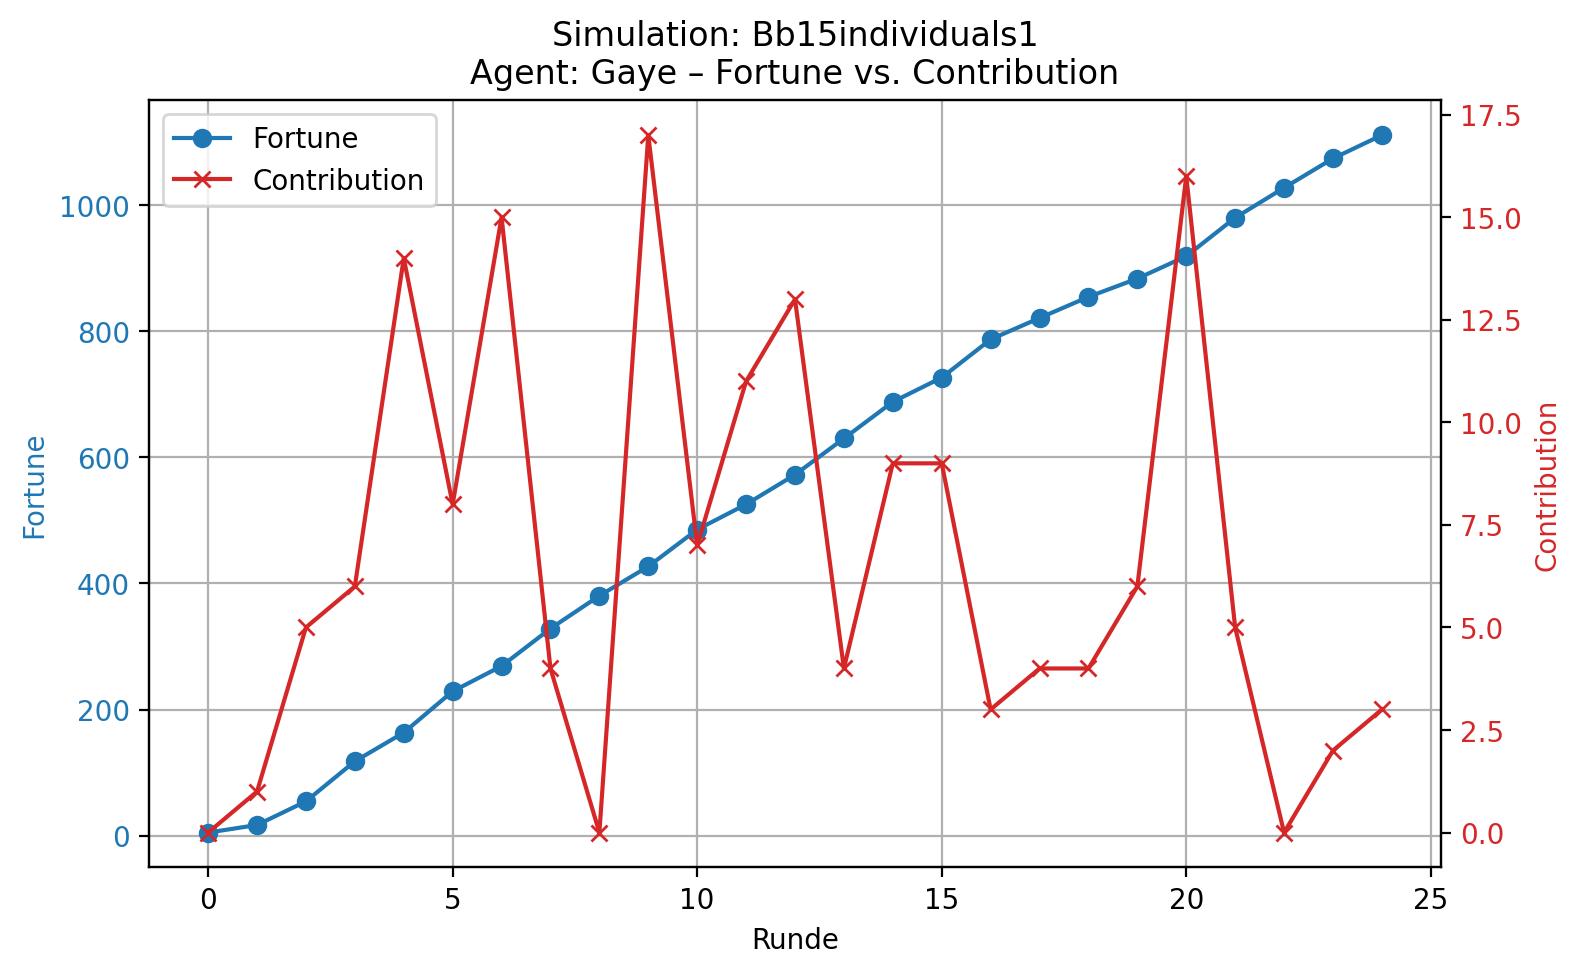 Simulation: Bb15individuals1
Agent: Gaye – Fortune vs. Contribution
Fortune
Contribution
1000
800
600
400
200
0
Fortune
17.5
15.0
12.5
10.0
7.5
5.0
2.5
0.0
Contribution
0 5 10 15 20 25
Runde